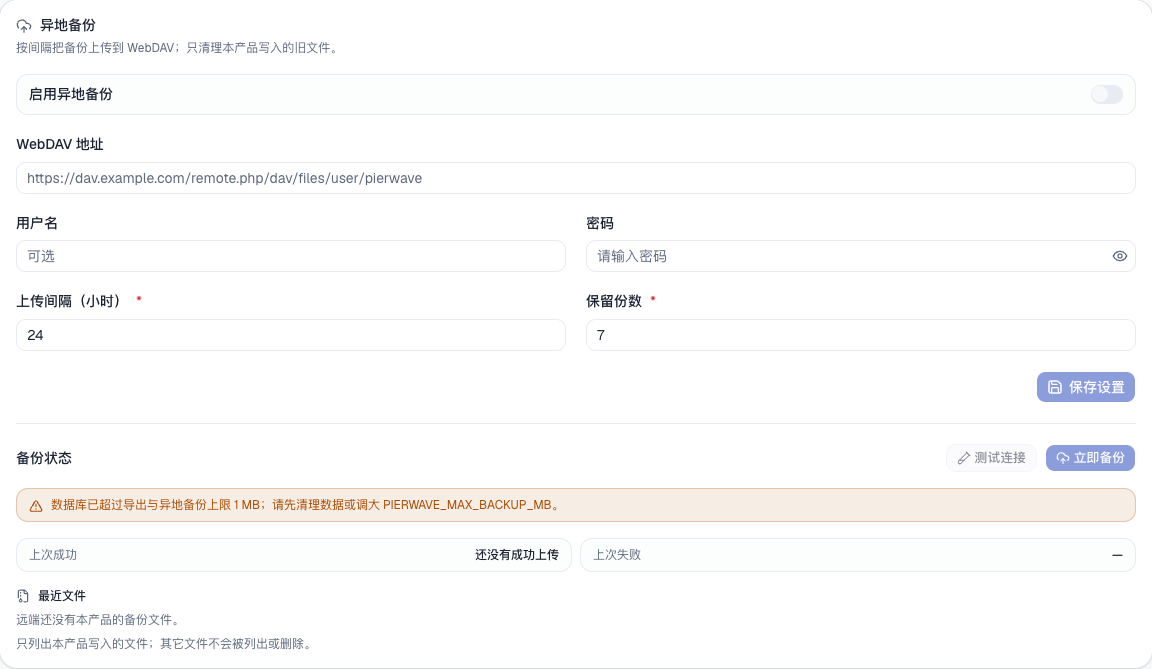 异地备份
按间隔把备份上传到 WebDAV；只清理本产品写入的旧文件。
启用异地备份
WebDAV 地址
https://dav.example.com/remote.php/dav/files/user/pierwave
用户名
密码
可选
请输入密码
上传间隔（小时） *
保留份数 *
24
7
保存设置
备份状态
测试连接
立即备份
数据库已超过导出与异地备份上限 1 MB；请先清理数据或调大 PIERWAVE_MAX_BACKUP_MB。
上次成功
还没有成功上传
上次失败
—
最近文件
远端还没有本产品的备份文件。
只列出本产品写入的文件；其它文件不会被列出或删除。